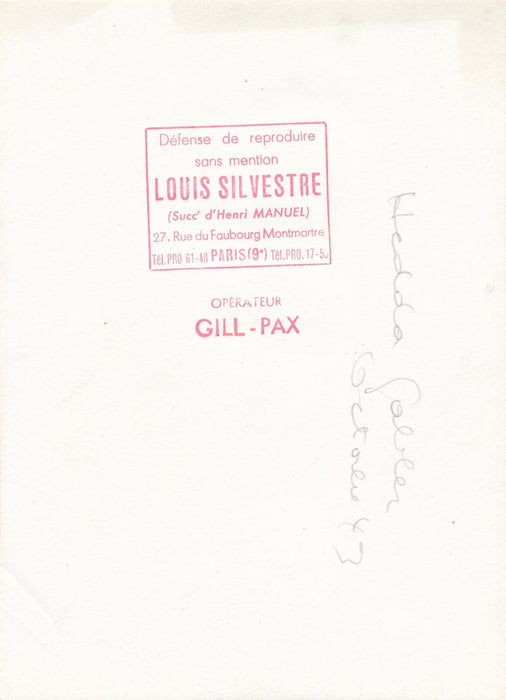 Défense de reproduire
sans mention
LOUIS SILVESTRE
(Succʳ d'Henri MANUEL)
27, Rue du Faubourg Montmartre
Tél. PRO 61-48 PARIS (9ᵉ) Tél. PRO. 17-53
OPÉRATEUR
GILL-PAX
Hedda Gabler
Octobre 43